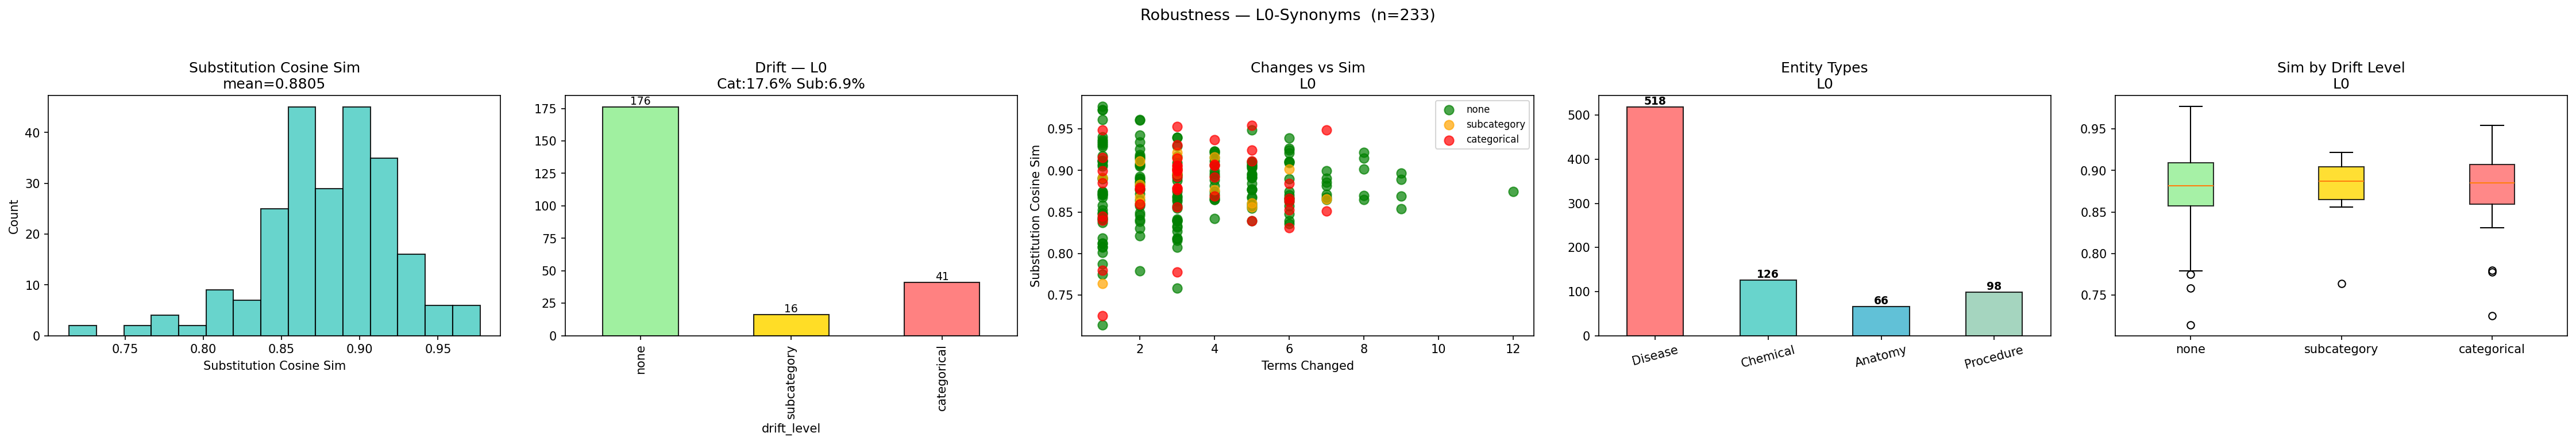 Robustness — L0-Synonyms (n=233)
Substitution Cosine Sim
mean=0.8805
Count
40
30
20
10
0
0.75
0.80
0.85
0.90
0.95
Substitution Cosine Sim
Drift — L0
Cat:17.6% Sub:6.9%
175
150
125
100
75
50
25
0
176
16
41
none
subcategory
categorical
drift_level
Changes vs Sim
L0
Substitution Cosine Sim
0.95
0.90
0.85
0.80
0.75
none
subcategory
categorical
2
4
6
8
10
12
Terms Changed
Entity Types
L0
500
400
300
200
100
0
518
126
66
98
Disease
Chemical
Anatomy
Procedure
Sim by Drift Level
L0
0.95
0.90
0.85
0.80
0.75
none
subcategory
categorical